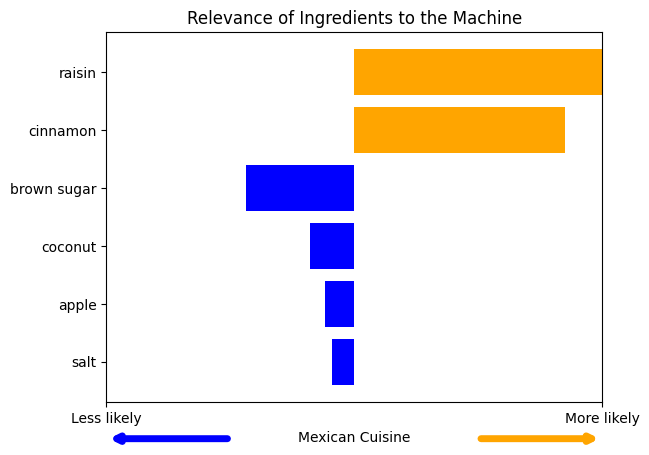 Relevance of Ingredients to the Machine
raisin
cinnamon
brown sugar
coconut
apple
salt
Less likely
More likely
Mexican Cuisine